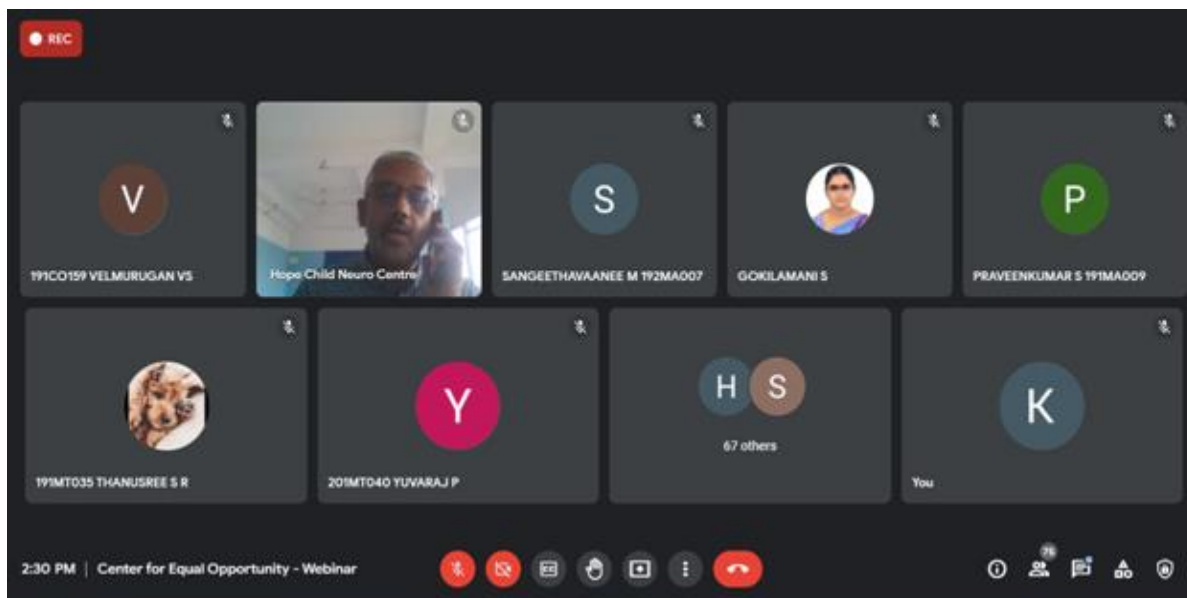 REC
V
191CO159 VELMURUGAN VS
Hope Child Neuro Centre
S
SANGEETHAVAANEE M 192MA007
GOKILAMANI S
P
PRAVEENKUMAR S 191MA009
191MT035 THANUSREE S R
Y
201MT040 YUVARAJ P
H S
67 others
K
You
2:30 PM | Center for Equal Opportunity - Webinar
CC